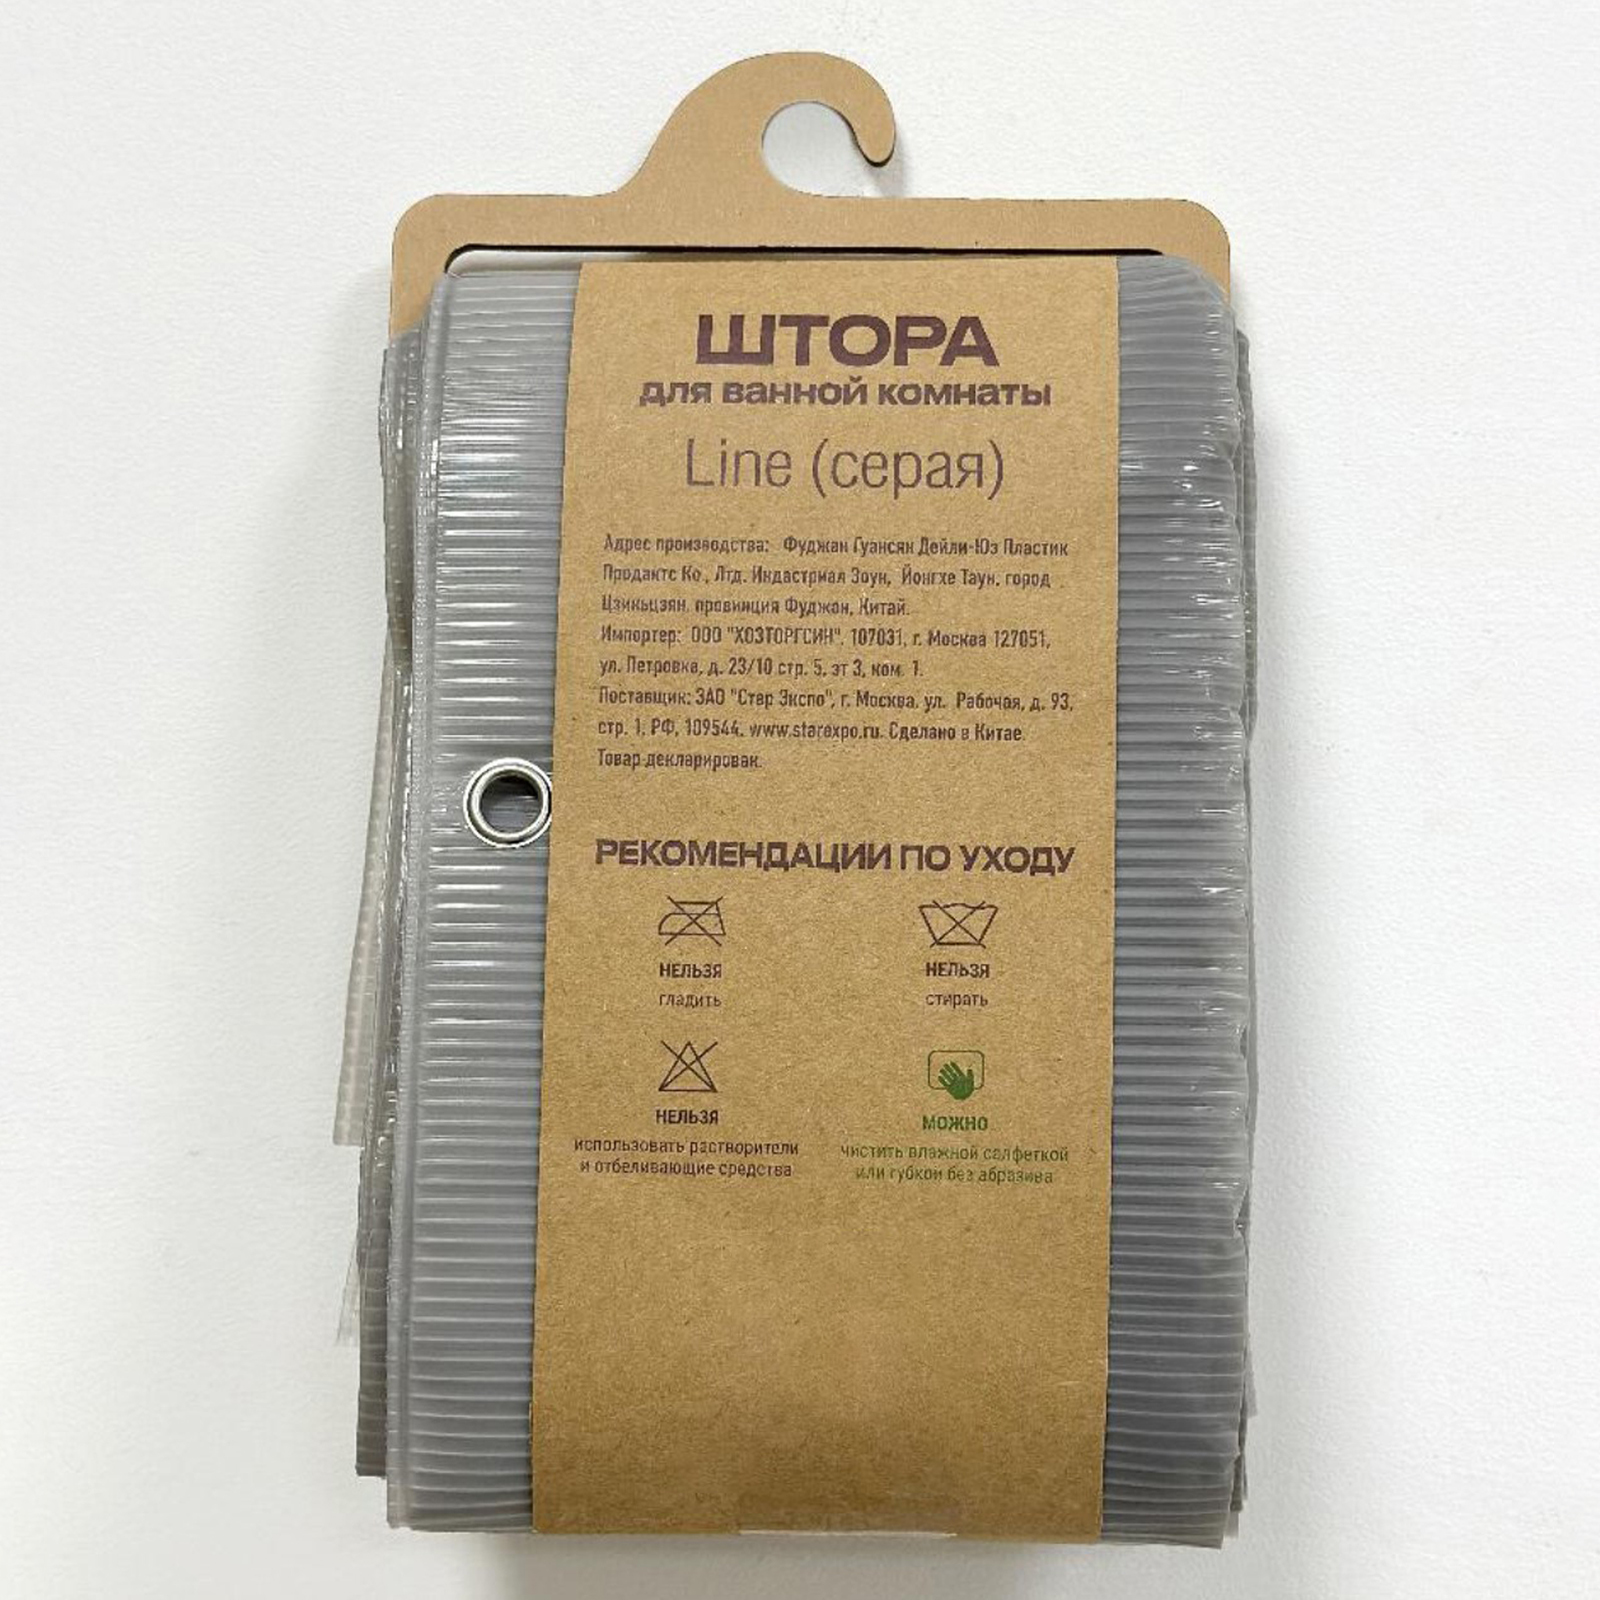 ШТОРА
для ванной комнаты
Line (серая)
Адрес производства: Фуджан Гуансян Дейли-Юз Пластик
Продактс Ко., Лтд. Индастриал Зоун, Йонгхе Таун, город
Цзиньцзян, провинция Фуджан, Китай.
Импортер: ООО "ХОЗТОРГСИН". 107031, г. Москва 127051,
ул. Петровка, д. 23/10 стр. 5, эт 3, ком. 1.
Поставщик: ЗАО "Стар Экспо", г. Москва, ул. Рабочая, д. 93,
стр. 1, РФ, 109544, www.starexpo.ru. Сделано в Китае.
Товар декларирован.
РЕКОМЕНДАЦИИ ПО УХОДУ
НЕЛЬЗЯ
гладить
НЕЛЬЗЯ
стирать
НЕЛЬЗЯ
использовать растворители
и отбеливающие средства
МОЖНО
чистить влажной салфеткой
или губкой без абразива